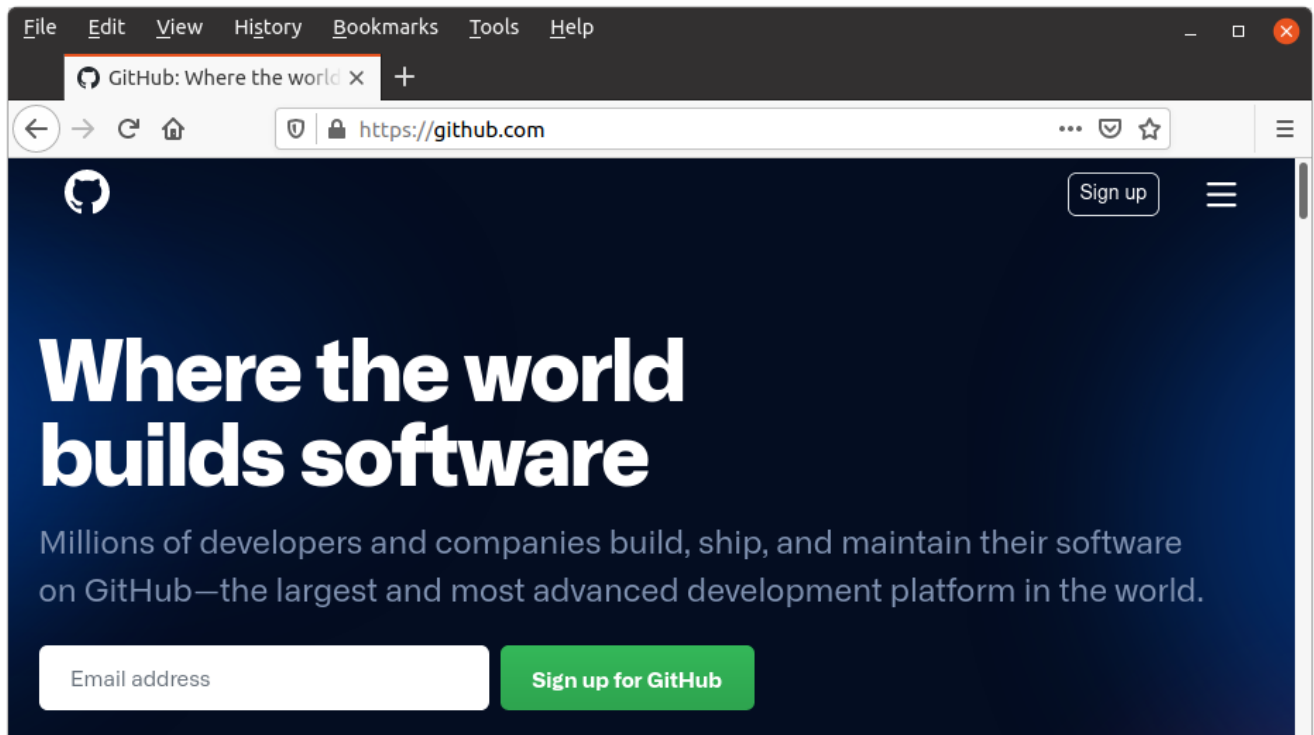 File Edit View History Bookmarks Tools Help
GitHub: Where the world
https://github.com
Sign up
Where the world
builds software
Millions of developers and companies build, ship, and maintain their software
on GitHub—the largest and most advanced development platform in the world.
Email address Sign up for GitHub